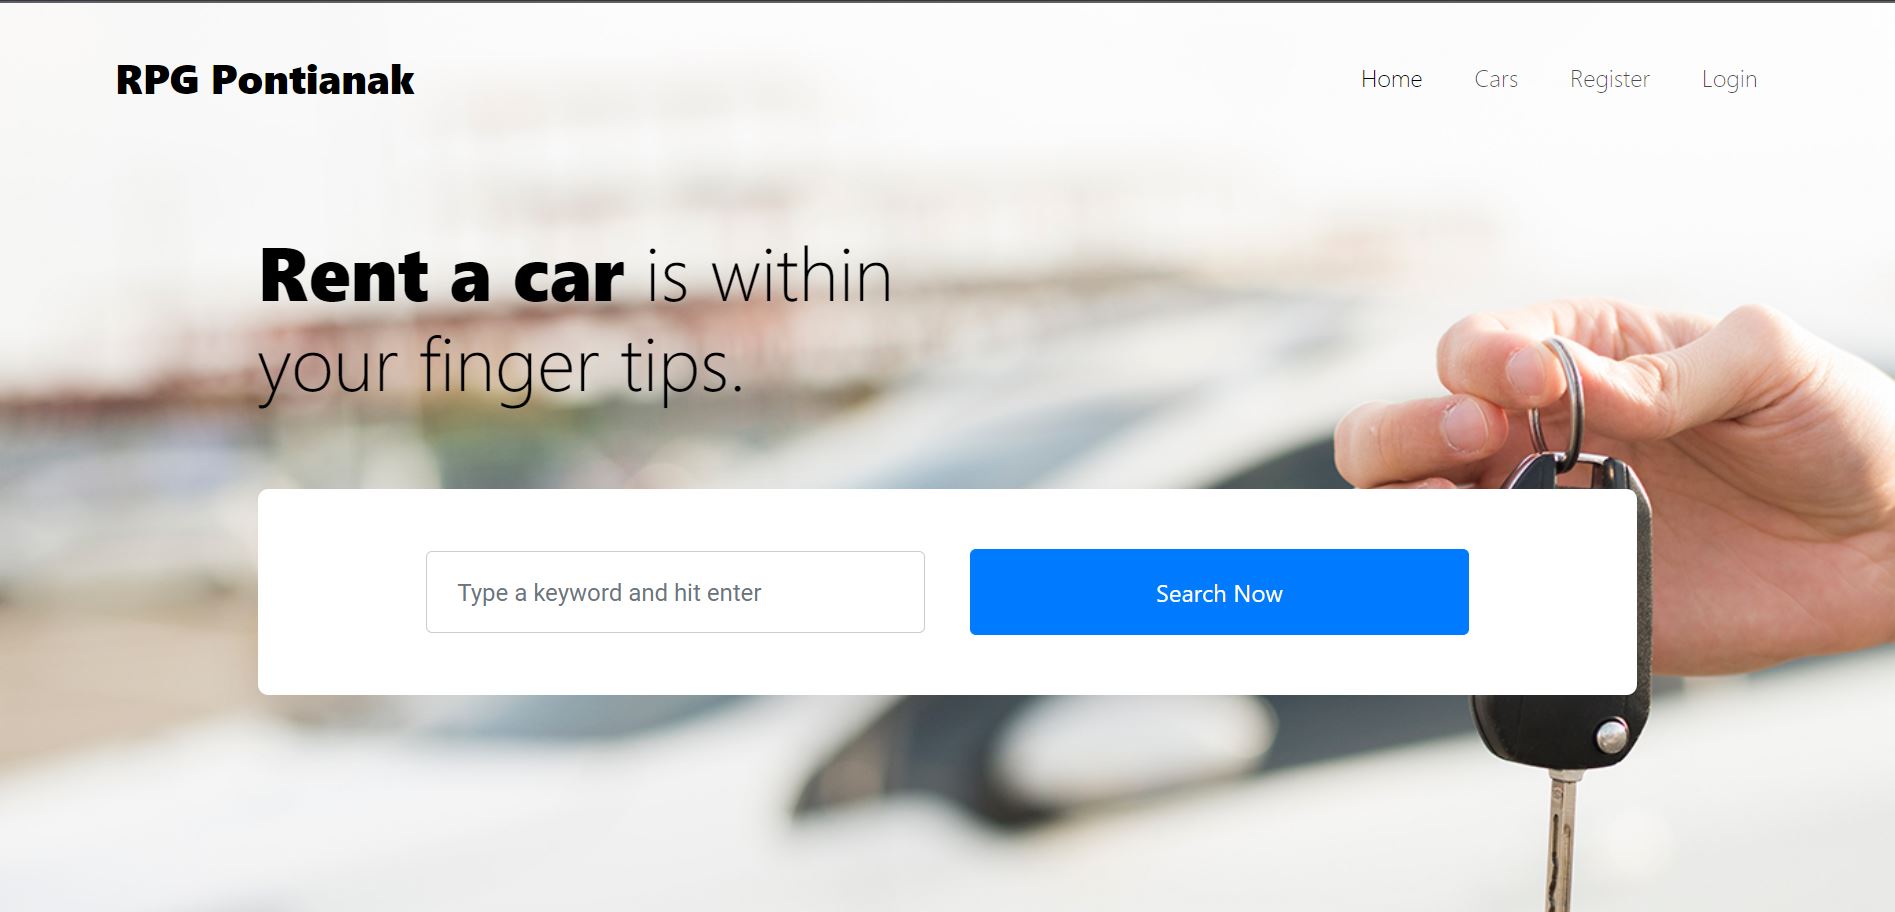 RPG Pontianak
Home Cars Register Login
Rent a car is within
your finger tips.
Type a keyword and hit enter
Search Now